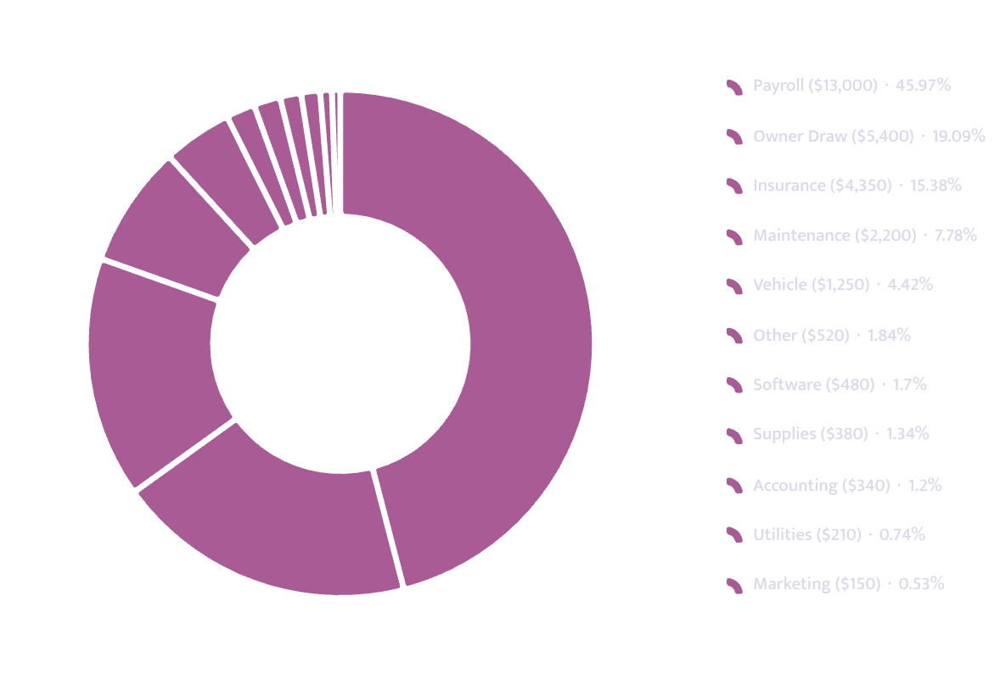 Payroll ($13,000) · 45.97%
Owner Draw ($5,400) · 19.09%
Insurance ($4,350) · 15.38%
Maintenance ($2,200) · 7.78%
Vehicle ($1,250) · 4.42%
Other ($520) · 1.84%
Software ($480) · 1.7%
Supplies ($380) · 1.34%
Accounting ($340) · 1.2%
Utilities ($210) · 0.74%
Marketing ($150) · 0.53%